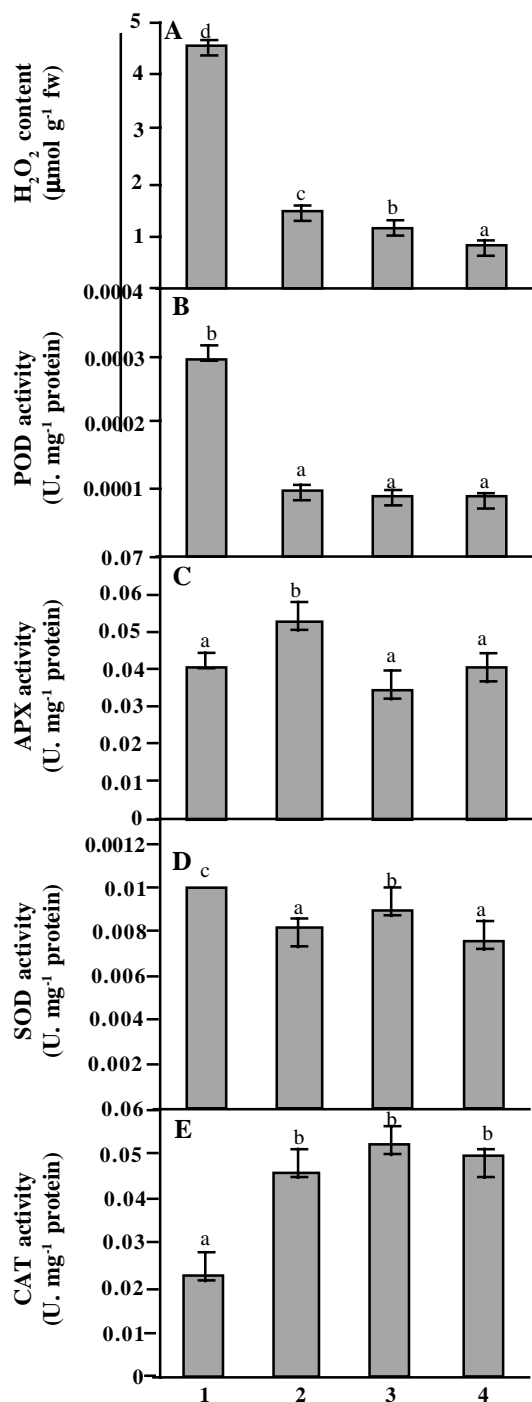 5
A
d
4
H₂O₂ content
(µmol g⁻¹ fw)
3
2
c
b
a
1
0.0004
B
b
0.0003
POD activity
(U. mg⁻¹ protein)
0.0002
a
a
a
0.0001
0.07
C
0.06
b
APX activity
(U. mg⁻¹ protein)
0.05
a
a
a
0.04
0.03
0.02
0.01
0
0.0012
D
c
b
0.01
SOD activity
(U. mg⁻¹ protein)
a
a
0.008
0.006
0.004
0.002
0.06
E
b
b
b
0.05
CAT activity
(U. mg⁻¹ protein)
0.04
a
0.03
0.02
0.01
0
1 2 3 4